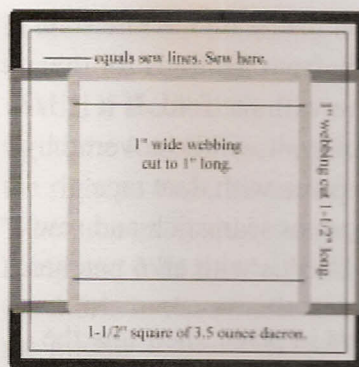 equals sew lines. Sew here.
1" wide webbing
cut to 1" long.
1" webbing cut 1-1/2" long.
1-1/2" square of 3.5 ounce dacron.